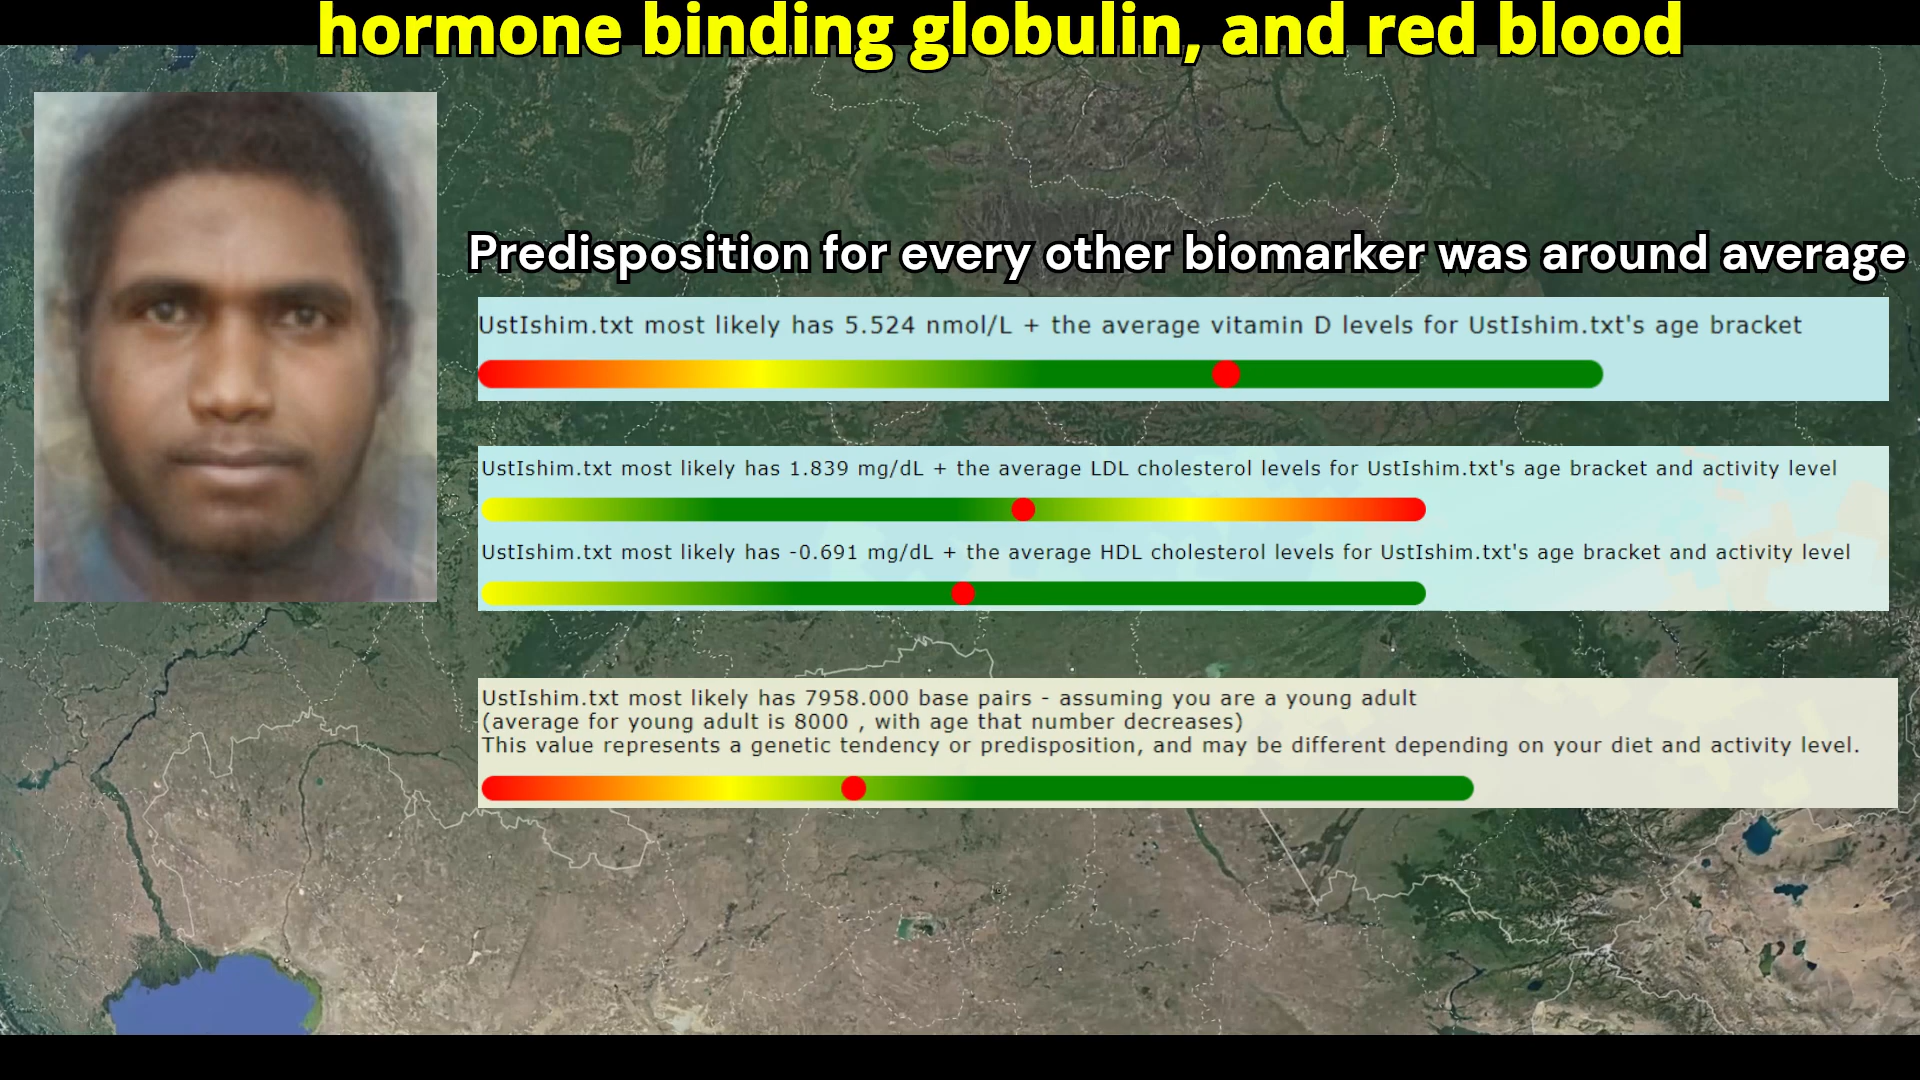 hormone binding globulin, and red blood
Predisposition for every other biomarker was around average
UstIshim.txt most likely has 5.524 nmol/L + the average vitamin D levels for UstIshim.txt's age bracket
UstIshim.txt most likely has 1.839 mg/dL + the average LDL cholesterol levels for UstIshim.txt's age bracket and activity level
UstIshim.txt most likely has -0.691 mg/dL + the average HDL cholesterol levels for UstIshim.txt's age bracket and activity level
UstIshim.txt most likely has 7958.000 base pairs - assuming you are a young adult
(average for young adult is 8000 , with age that number decreases)
This value represents a genetic tendency or predisposition, and may be different depending on your diet and activity level.